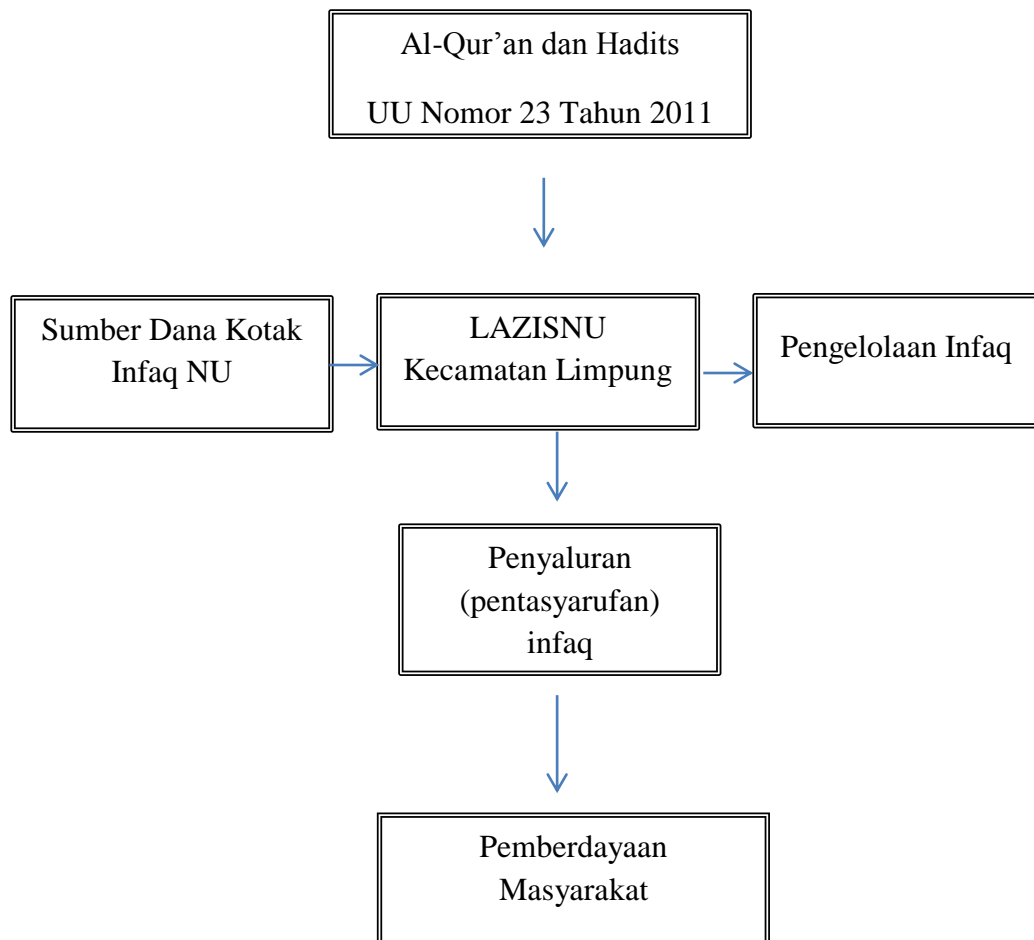 Al-Qur’an dan Hadits
UU Nomor 23 Tahun 2011
Sumber Dana Kotak
Infaq NU
LAZISNU
Kecamatan Limpung
Pengelolaan Infaq
Penyaluran
(pentasyarufan)
infaq
Pemberdayaan
Masyarakat